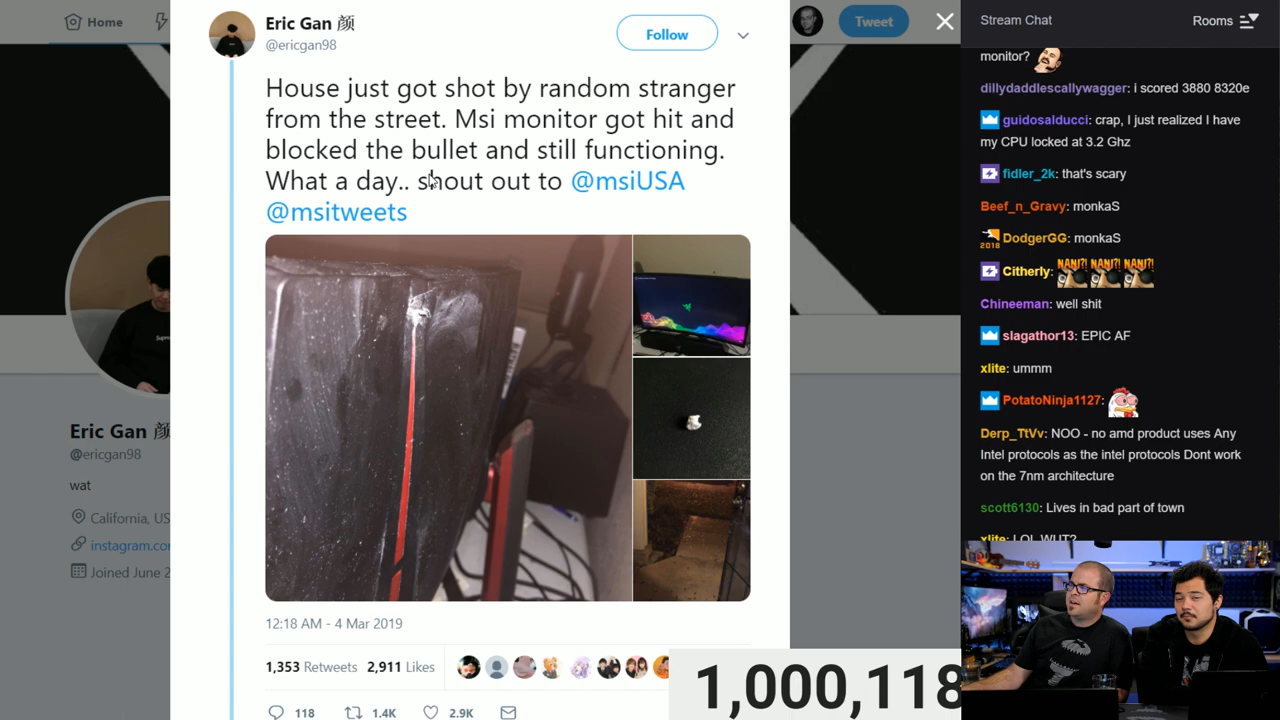 Home
Tweet
Eric Gan 颜
@ericgan98
Follow
House just got shot by random stranger
from the street. Msi monitor got hit and
blocked the bullet and still functioning.
What a day.. shout out to @msiUSA
@msitweets
12:18 AM - 4 Mar 2019
1,353 Retweets 2,911 Likes
118 1.4K 2.9K
Eric Gan 颜
@ericgan98
wat
California, US
instagram.co
Joined June 2
1,000,118
Stream Chat
Rooms
monitor?
dillydaddlescallywagger: i scored 3880 8320e
guidosalducci: crap, I just realized I have
my CPU locked at 3.2 Ghz
fidler_2k: that's scary
Beef_n_Gravy: monkaS
2018 DodgerGG: monkaS
Citherly: NANI?! NANI?! NANI?!
Chineeman: well shit
slagathor13: EPIC AF
xlite: ummm
PotatoNinja1127:
Derp_TtVv: NOO - no amd product uses Any
Intel protocols as the intel protocols Dont work
on the 7nm architecture
scott6130: Lives in bad part of town
xlite: LOL WUT?